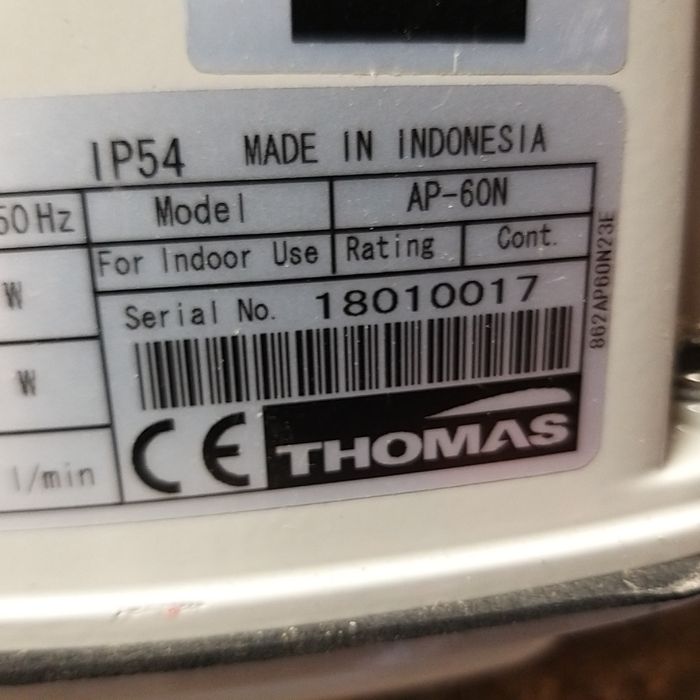 IP54 MADE IN INDONESIA
50Hz Model AP-60N
For Indoor Use Rating Cont.
W
Serial No. 18010017
W
l/min
CE THOMAS
862AP60N23E